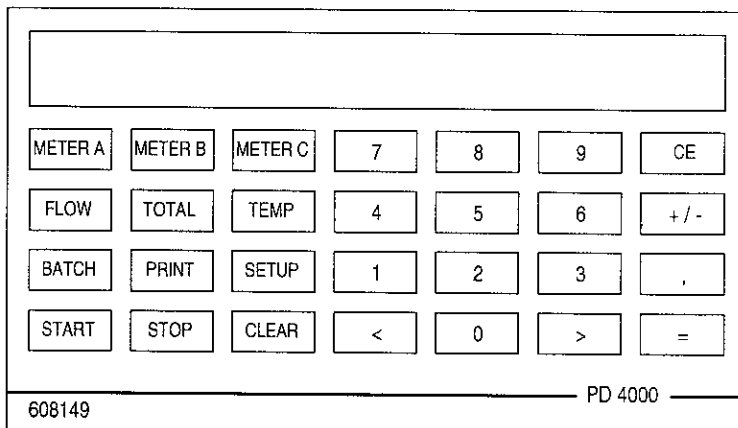 METER A METER B METER C 7 8 9 CE
FLOW TOTAL TEMP 4 5 6 + / -
BATCH PRINT SETUP 1 2 3 ,
START STOP CLEAR < 0 > =
PD 4000
608149